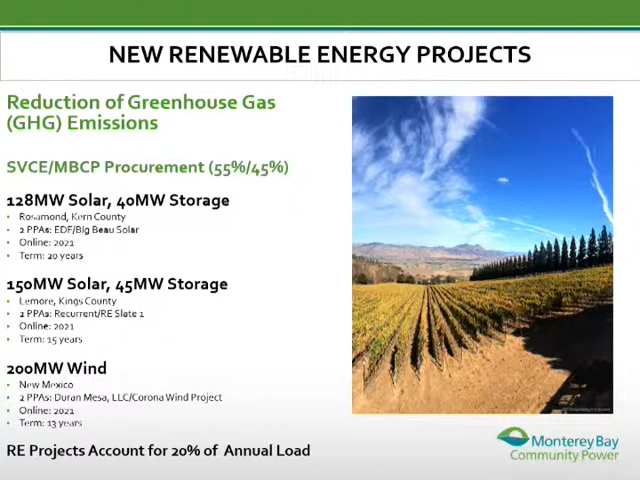 NEW RENEWABLE ENERGY PROJECTS
Reduction of Greenhouse Gas
(GHG) Emissions
SVCE/MBCP Procurement (55%/45%)
128MW Solar, 40MW Storage
• Rosamond, Kern County
• 2 PPAs: EDF/Big Beau Solar
• Online: 2021
• Term: 20 years
150MW Solar, 45MW Storage
• Lemore, Kings County
• 2 PPAs: Recurrent/RE Slate 1
• Online: 2021
• Term: 15 years
200MW Wind
• New Mexico
• 2 PPAs: Duran Mesa, LLC/Corona Wind Project
• Online: 2021
• Term: 13 years
RE Projects Account for 20% of Annual Load
Monterey Bay
Community Power